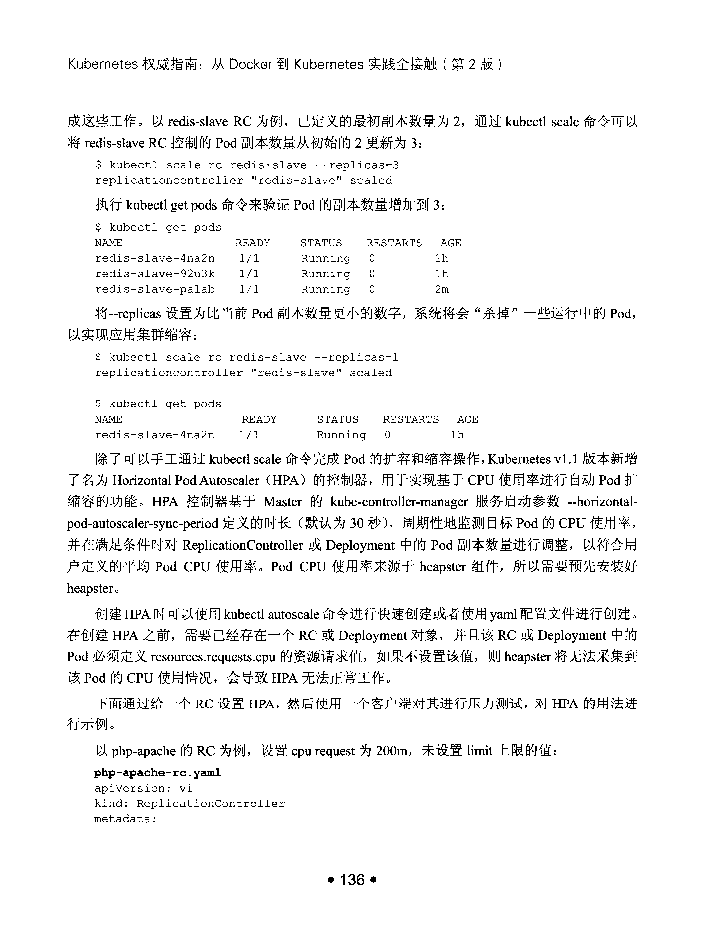 Kubernetes 权威指南：从 Docker 到 Kubernetes 实践全接触（第 2 版）
成这些工作。以 redis-slave RC 为例，已定义的最初副本数量为 2，通过 kubectl scale 命令可以
将 redis-slave RC 控制的 Pod 副本数量从初始的 2 更新为 3：
$ kubectl scale rc redis-slave --replicas=3
replicationcontroller "redis-slave" scaled
执行 kubectl get pods 命令来验证 Pod 的副本数量增加到 3：
$ kubectl get pods
NAME READY STATUS RESTARTS AGE
redis-slave-4na2n 1/1 Running 0 1h
redis-slave-92u3k 1/1 Running 0 1h
redis-slave-palab 1/1 Running 0 2m
将--replicas 设置为比当前 Pod 副本数量更小的数字，系统将会“杀掉”一些运行中的 Pod，
以实现应用集群缩容：
$ kubectl scale rc redis-slave --replicas=1
replicationcontroller "redis-slave" scaled
$ kubectl get pods
NAME READY STATUS RESTARTS AGE
redis-slave-4na2n 1/1 Running 0 1h
除了可以手工通过 kubectl scale 命令完成 Pod 的扩容和缩容操作，Kubernetes v1.1 版本新增
了名为 Horizontal Pod Autoscaler（HPA）的控制器，用于实现基于 CPU 使用率进行自动 Pod 扩
缩容的功能。HPA 控制器基于 Master 的 kube-controller-manager 服务启动参数 --horizontal-
pod-autoscaler-sync-period 定义的时长（默认为 30 秒），周期性地监测目标 Pod 的 CPU 使用率，
并在满足条件时对 ReplicationController 或 Deployment 中的 Pod 副本数量进行调整，以符合用
户定义的平均 Pod CPU 使用率。Pod CPU 使用率来源于 heapster 组件，所以需要预先安装好
heapster。
创建 HPA 时可以使用 kubectl autoscale 命令进行快速创建或者使用 yaml 配置文件进行创建。
在创建 HPA 之前，需要已经存在一个 RC 或 Deployment 对象，并且该 RC 或 Deployment 中的
Pod 必须定义 resources.requests.cpu 的资源请求值，如果不设置该值，则 heapster 将无法采集到
该 Pod 的 CPU 使用情况，会导致 HPA 无法正常工作。
下面通过给一个 RC 设置 HPA，然后使用一个客户端对其进行压力测试，对 HPA 的用法进
行示例。
以 php-apache 的 RC 为例，设置 cpu request 为 200m，未设置 limit 上限的值：
php-apache-rc.yaml
apiVersion: v1
kind: ReplicationController
metadata:
• 136 •